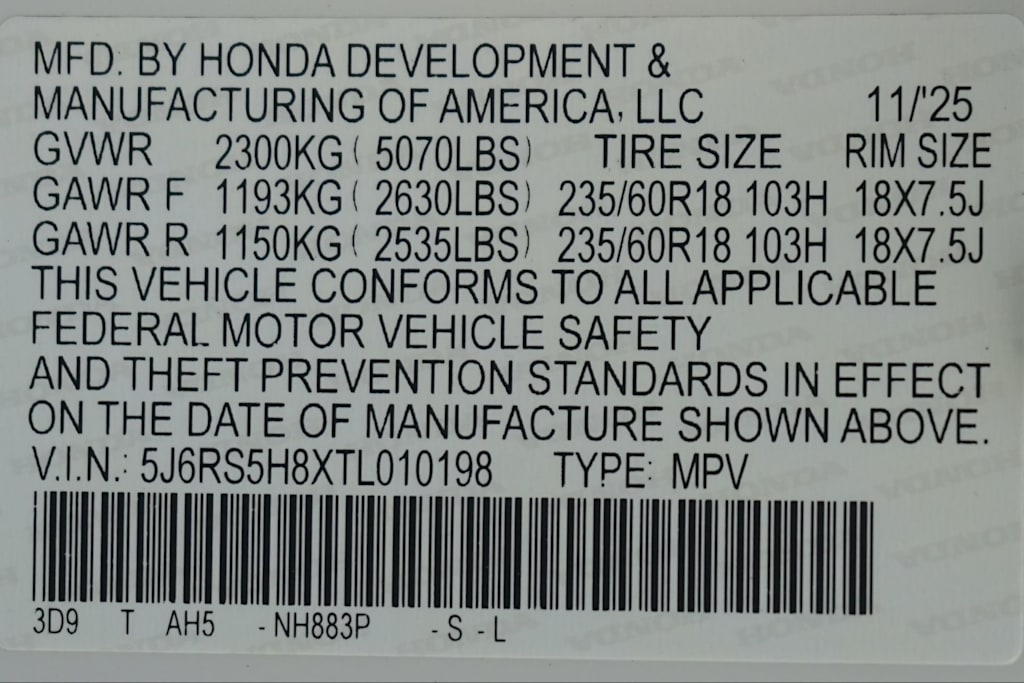 MFD. BY HONDA DEVELOPMENT &
MANUFACTURING OF AMERICA, LLC 11/'25
GVWR 2300KG ( 5070LBS) TIRE SIZE RIM SIZE
GAWR F 1193KG ( 2630LBS) 235/60R18 103H 18X7.5J
GAWR R 1150KG ( 2535LBS) 235/60R18 103H 18X7.5J
THIS VEHICLE CONFORMS TO ALL APPLICABLE
FEDERAL MOTOR VEHICLE SAFETY
AND THEFT PREVENTION STANDARDS IN EFFECT
ON THE DATE OF MANUFACTURE SHOWN ABOVE.
V.I.N.: 5J6RS5H8XTL010198 TYPE: MPV
3D9 T AH5 - NH883P - S - L